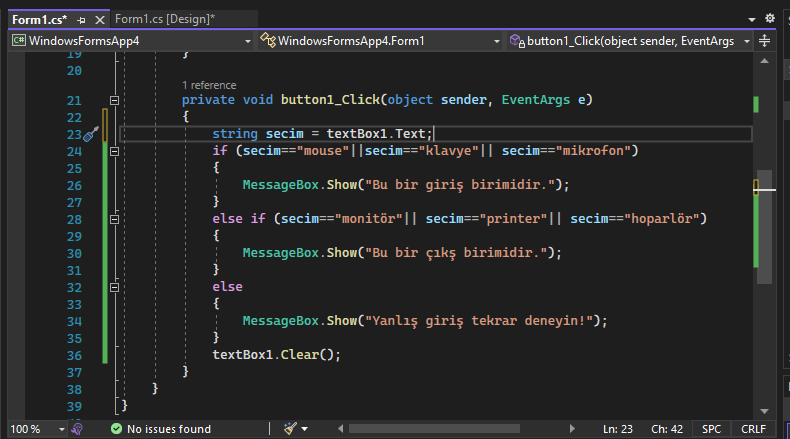 Form1.cs*
Form1.cs [Design]*
C# WindowsFormsApp4
WindowsFormsApp4.Form1
button1_Click(object sender, EventArgs
19 }
20
1 reference
21 private void button1_Click(object sender, EventArgs e)
22 {
23 string secim = textBox1.Text;
24 if (secim=="mouse"||secim=="klavye"|| secim=="mikrofon")
25 {
26 MessageBox.Show("Bu bir giriş birimidir.");
27 }
28 else if (secim=="monitör"|| secim=="printer"|| secim=="hoparlör")
29 {
30 MessageBox.Show("Bu bir çıkş birimidir.");
31 }
32 else
33 {
34 MessageBox.Show("Yanlış giriş tekrar deneyin!");
35 }
36 textBox1.Clear();
37 }
38 }
39 }
100 %
No issues found
Ln: 23
Ch: 42
SPC
CRLF